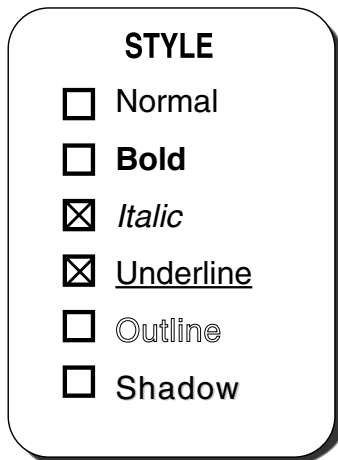 STYLE
Normal
Bold
Italic
Underline
Outline
Shadow